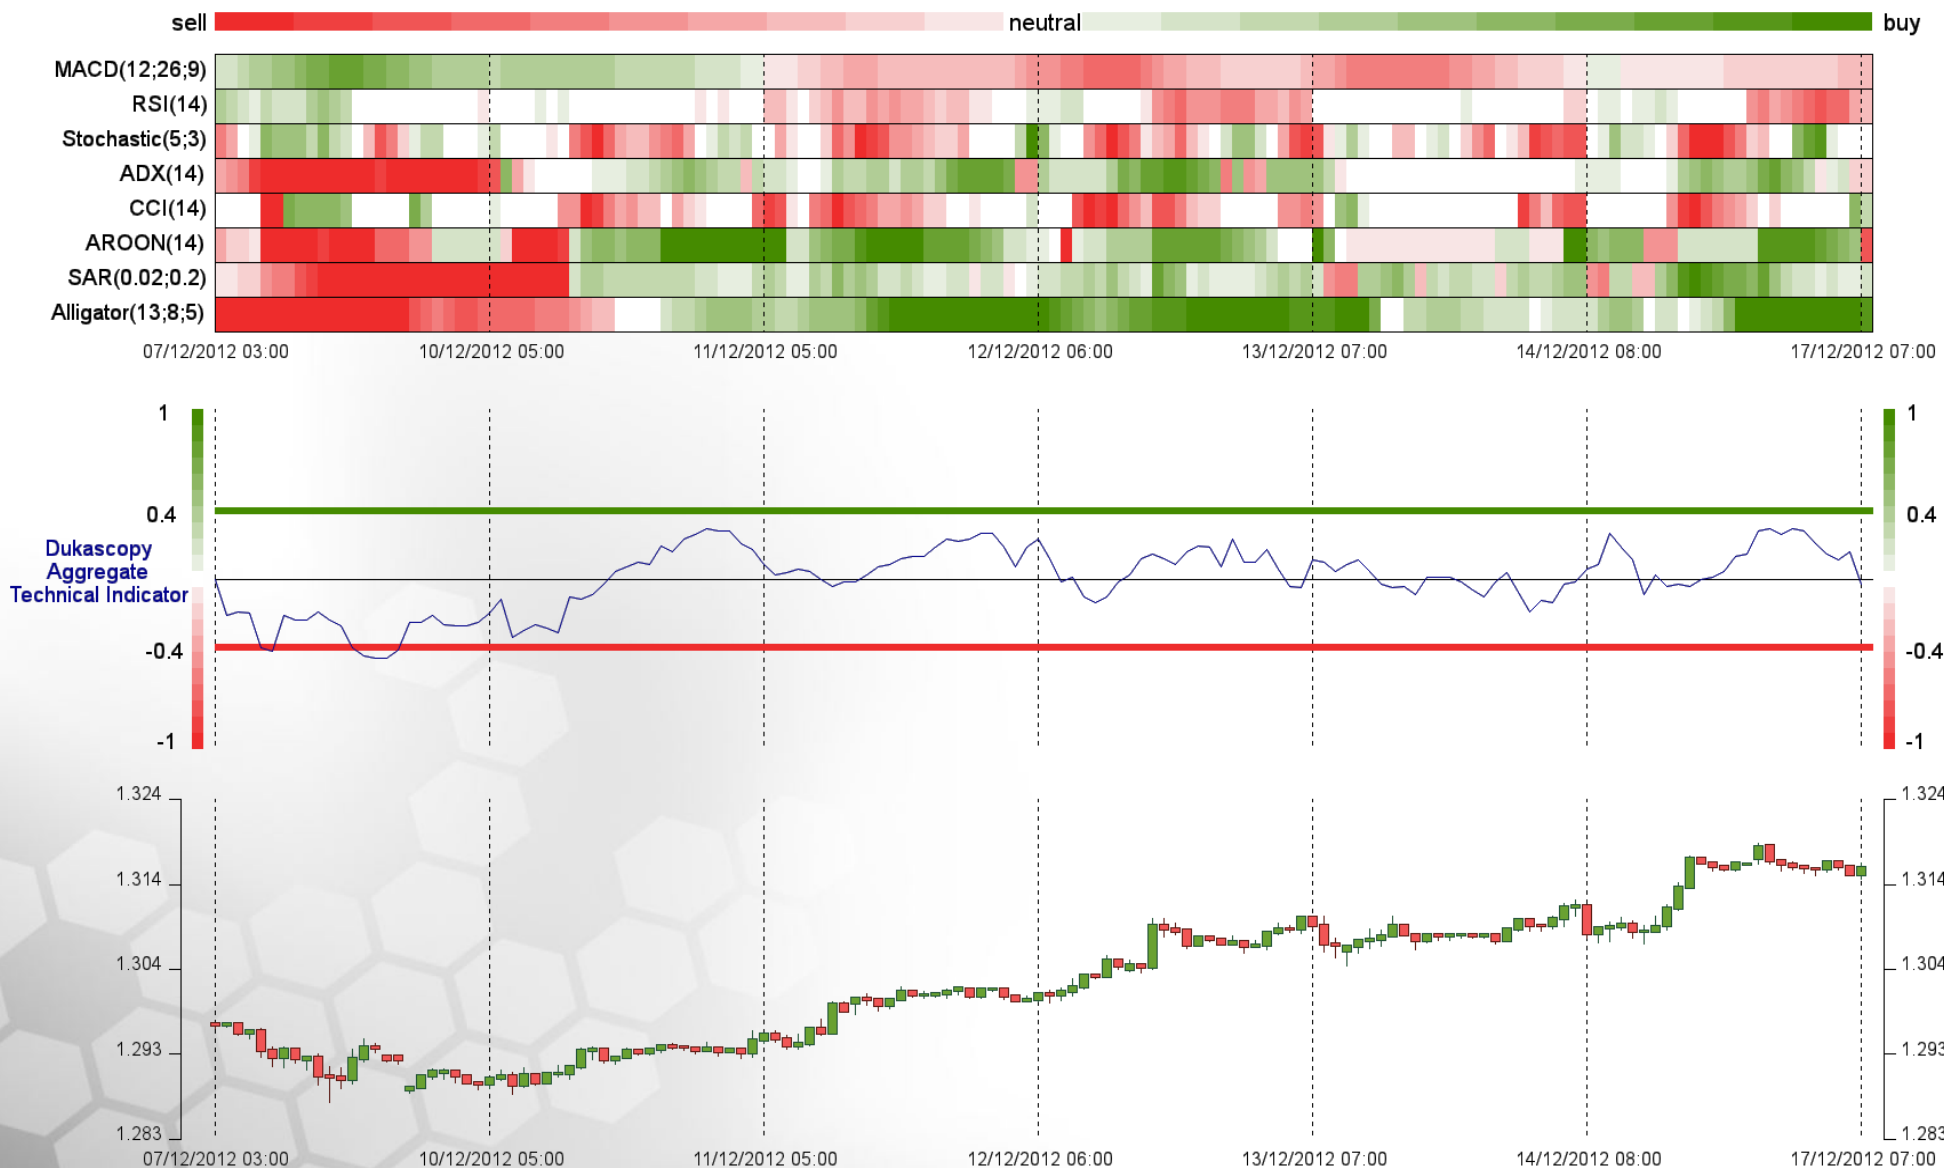 sell neutral buy
MACD(12;26;9)
RSI(14)
Stochastic(5;3)
ADX(14)
CCI(14)
AROON(14)
SAR(0.02;0.2)
Alligator(13;8;5)
07/12/2012 03:00 10/12/2012 05:00 11/12/2012 05:00 12/12/2012 06:00 13/12/2012 07:00 14/12/2012 08:00 17/12/2012 07:00
1 1
0.4 0.4
Dukascopy
Aggregate
Technical Indicator
-0.4 -0.4
-1 -1
1.324 1.324
1.314 1.314
1.304 1.304
1.293 1.293
1.283 1.283
07/12/2012 03:00 10/12/2012 05:00 11/12/2012 05:00 12/12/2012 06:00 13/12/2012 07:00 14/12/2012 08:00 17/12/2012 07:00